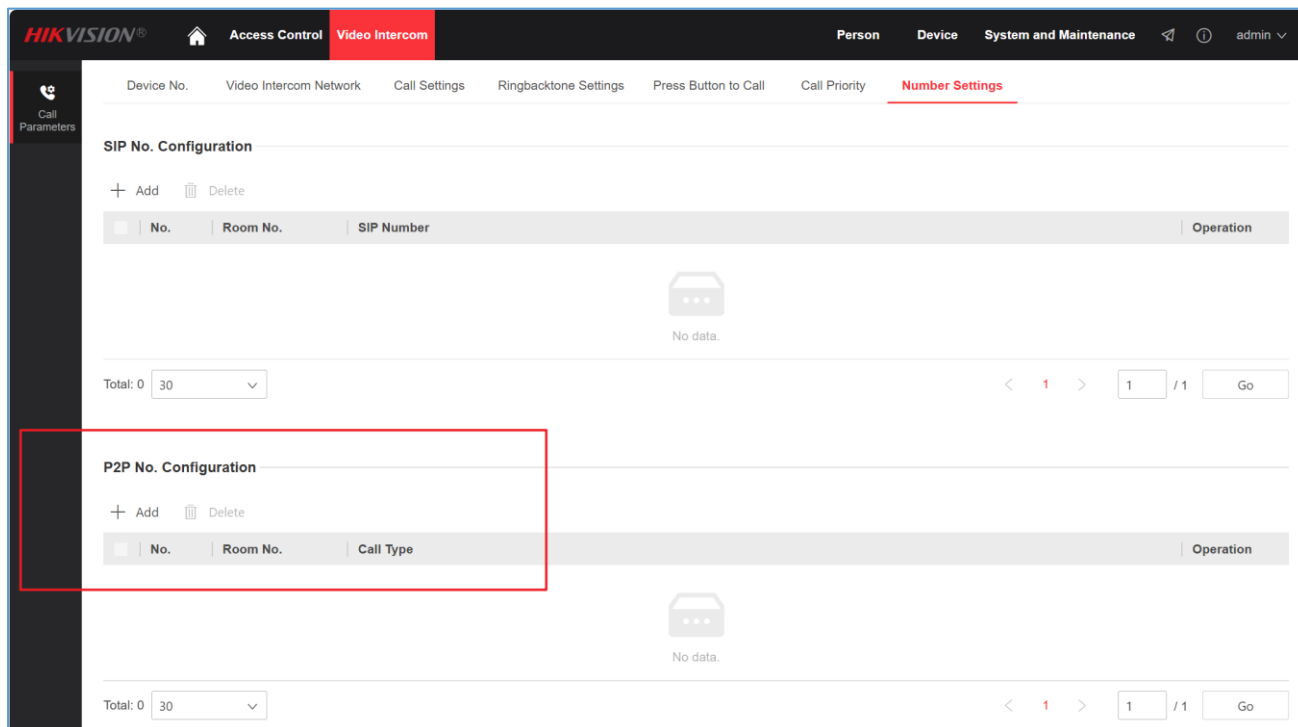 HIKVISION® Access Control Video Intercom Person Device System and Maintenance admin
Call Parameters
Device No. Video Intercom Network Call Settings Ringbacktone Settings Press Button to Call Call Priority Number Settings
SIP No. Configuration
Add Delete
No. Room No. SIP Number Operation
No data.
Total: 0 30 1 1 / 1 Go
P2P No. Configuration
Add Delete
No. Room No. Call Type Operation
No data.
Total: 0 30 1 1 / 1 Go